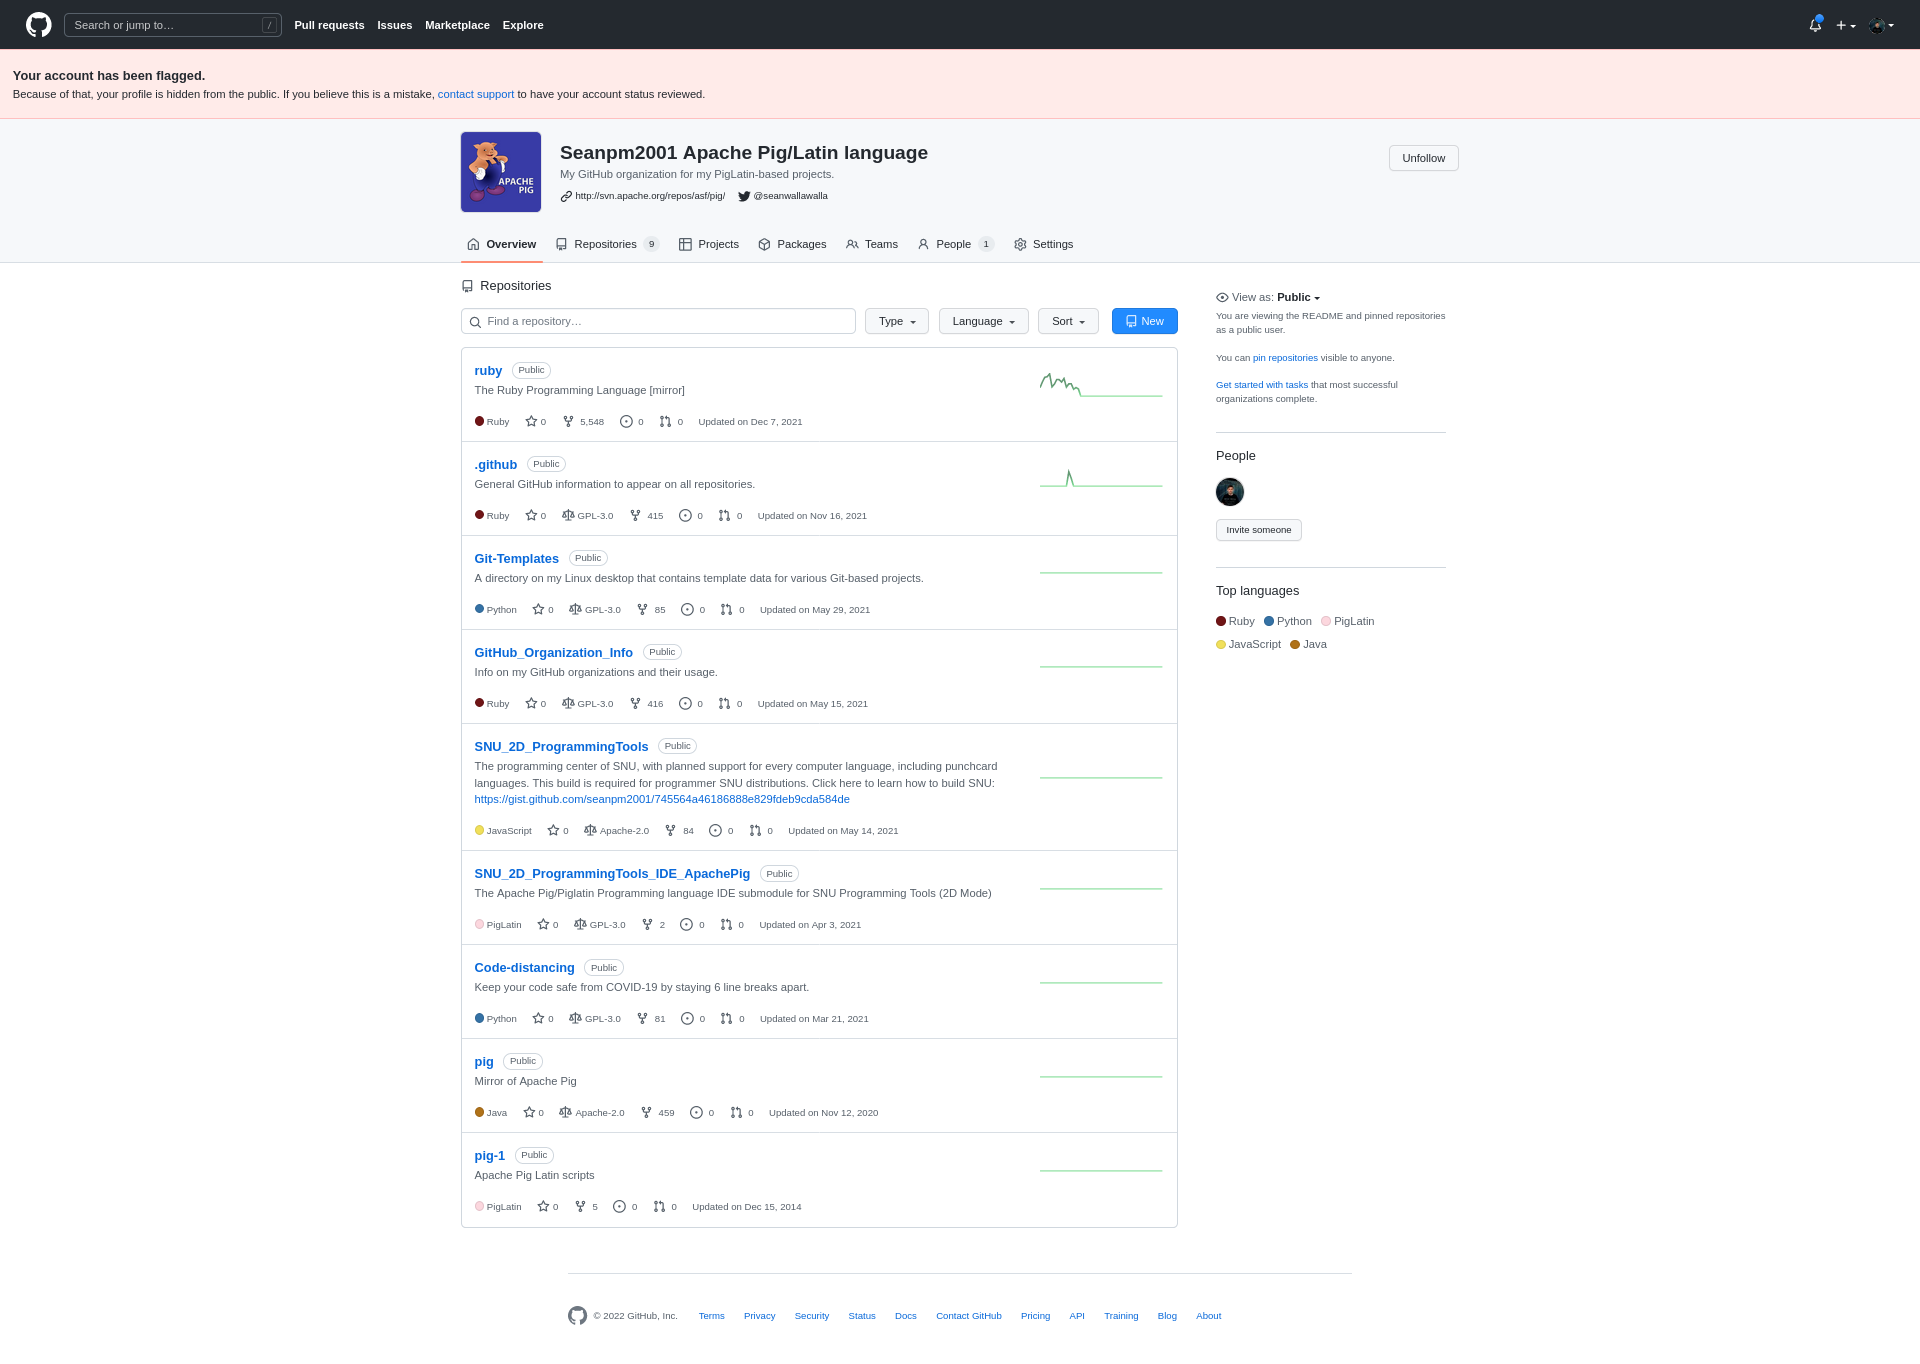 Search or jump to… /
Pull requests Issues Marketplace Explore
Your account has been flagged.
Because of that, your profile is hidden from the public. If you believe this is a mistake, contact support to have your account status reviewed.
APACHE
PIG
Seanpm2001 Apache Pig/Latin language
My GitHub organization for my PigLatin-based projects.
http://svn.apache.org/repos/asf/pig/ @seanwallawalla
Unfollow
Overview Repositories 9 Projects Packages Teams People 1 Settings
Repositories
Find a repository… Type Language Sort New
ruby Public
The Ruby Programming Language [mirror]
Ruby 0 5,548 0 0 Updated on Dec 7, 2021
.github Public
General GitHub information to appear on all repositories.
Ruby 0 GPL-3.0 415 0 0 Updated on Nov 16, 2021
Git-Templates Public
A directory on my Linux desktop that contains template data for various Git-based projects.
Python 0 GPL-3.0 85 0 0 Updated on May 29, 2021
GitHub_Organization_Info Public
Info on my GitHub organizations and their usage.
Ruby 0 GPL-3.0 416 0 0 Updated on May 15, 2021
SNU_2D_ProgrammingTools Public
The programming center of SNU, with planned support for every computer language, including punchcard
languages. This build is required for programmer SNU distributions. Click here to learn how to build SNU:
https://gist.github.com/seanpm2001/745564a46186888e829fdeb9cda584de
JavaScript 0 Apache-2.0 84 0 0 Updated on May 14, 2021
SNU_2D_ProgrammingTools_IDE_ApachePig Public
The Apache Pig/Piglatin Programming language IDE submodule for SNU Programming Tools (2D Mode)
PigLatin 0 GPL-3.0 2 0 0 Updated on Apr 3, 2021
Code-distancing Public
Keep your code safe from COVID-19 by staying 6 line breaks apart.
Python 0 GPL-3.0 81 0 0 Updated on Mar 21, 2021
pig Public
Mirror of Apache Pig
Java 0 Apache-2.0 459 0 0 Updated on Nov 12, 2020
pig-1 Public
Apache Pig Latin scripts
PigLatin 0 5 0 0 Updated on Dec 15, 2014
View as: Public
You are viewing the README and pinned repositories
as a public user.
You can pin repositories visible to anyone.
Get started with tasks that most successful
organizations complete.
People
Invite someone
Top languages
Ruby Python PigLatin
JavaScript Java
© 2022 GitHub, Inc. Terms Privacy Security Status Docs Contact GitHub Pricing API Training Blog About